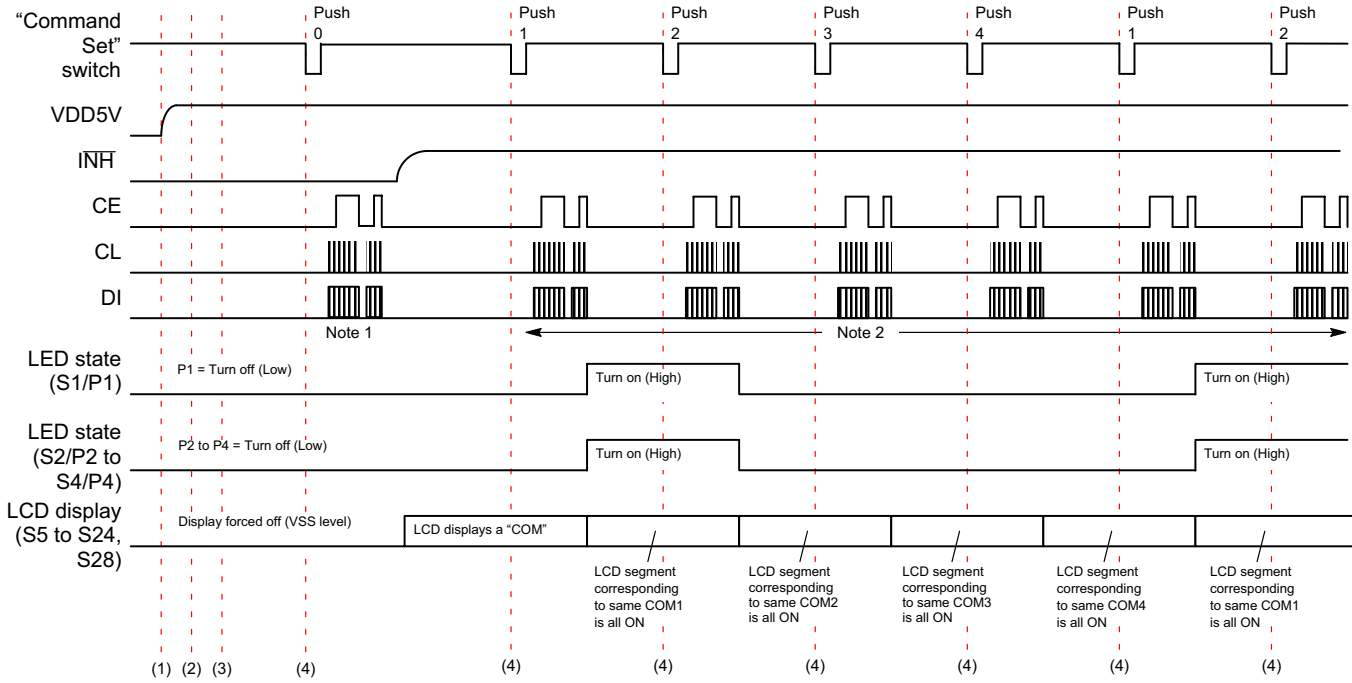 “Command
Set”
switch
Push
0
Push
1
Push
2
Push
3
Push
4
Push
1
Push
2
VDD5V
INH
CE
CL
DI
Note 1
Note 2
LED state
(S1/P1)
P1 = Turn off (Low)
Turn on (High)
Turn on (High)
LED state
(S2/P2 to
S4/P4)
P2 to P4 = Turn off (Low)
Turn on (High)
Turn on (High)
LCD display
(S5 to S24,
S28)
Display forced off (VSS level)
LCD displays a “COM”
LCD segment
corresponding
to same COM1
is all ON
LCD segment
corresponding
to same COM2
is all ON
LCD segment
corresponding
to same COM3
is all ON
LCD segment
corresponding
to same COM4
is all ON
LCD segment
corresponding
to same COM1
is all ON
(1) (2) (3) (4) (4) (4) (4) (4) (4) (4)